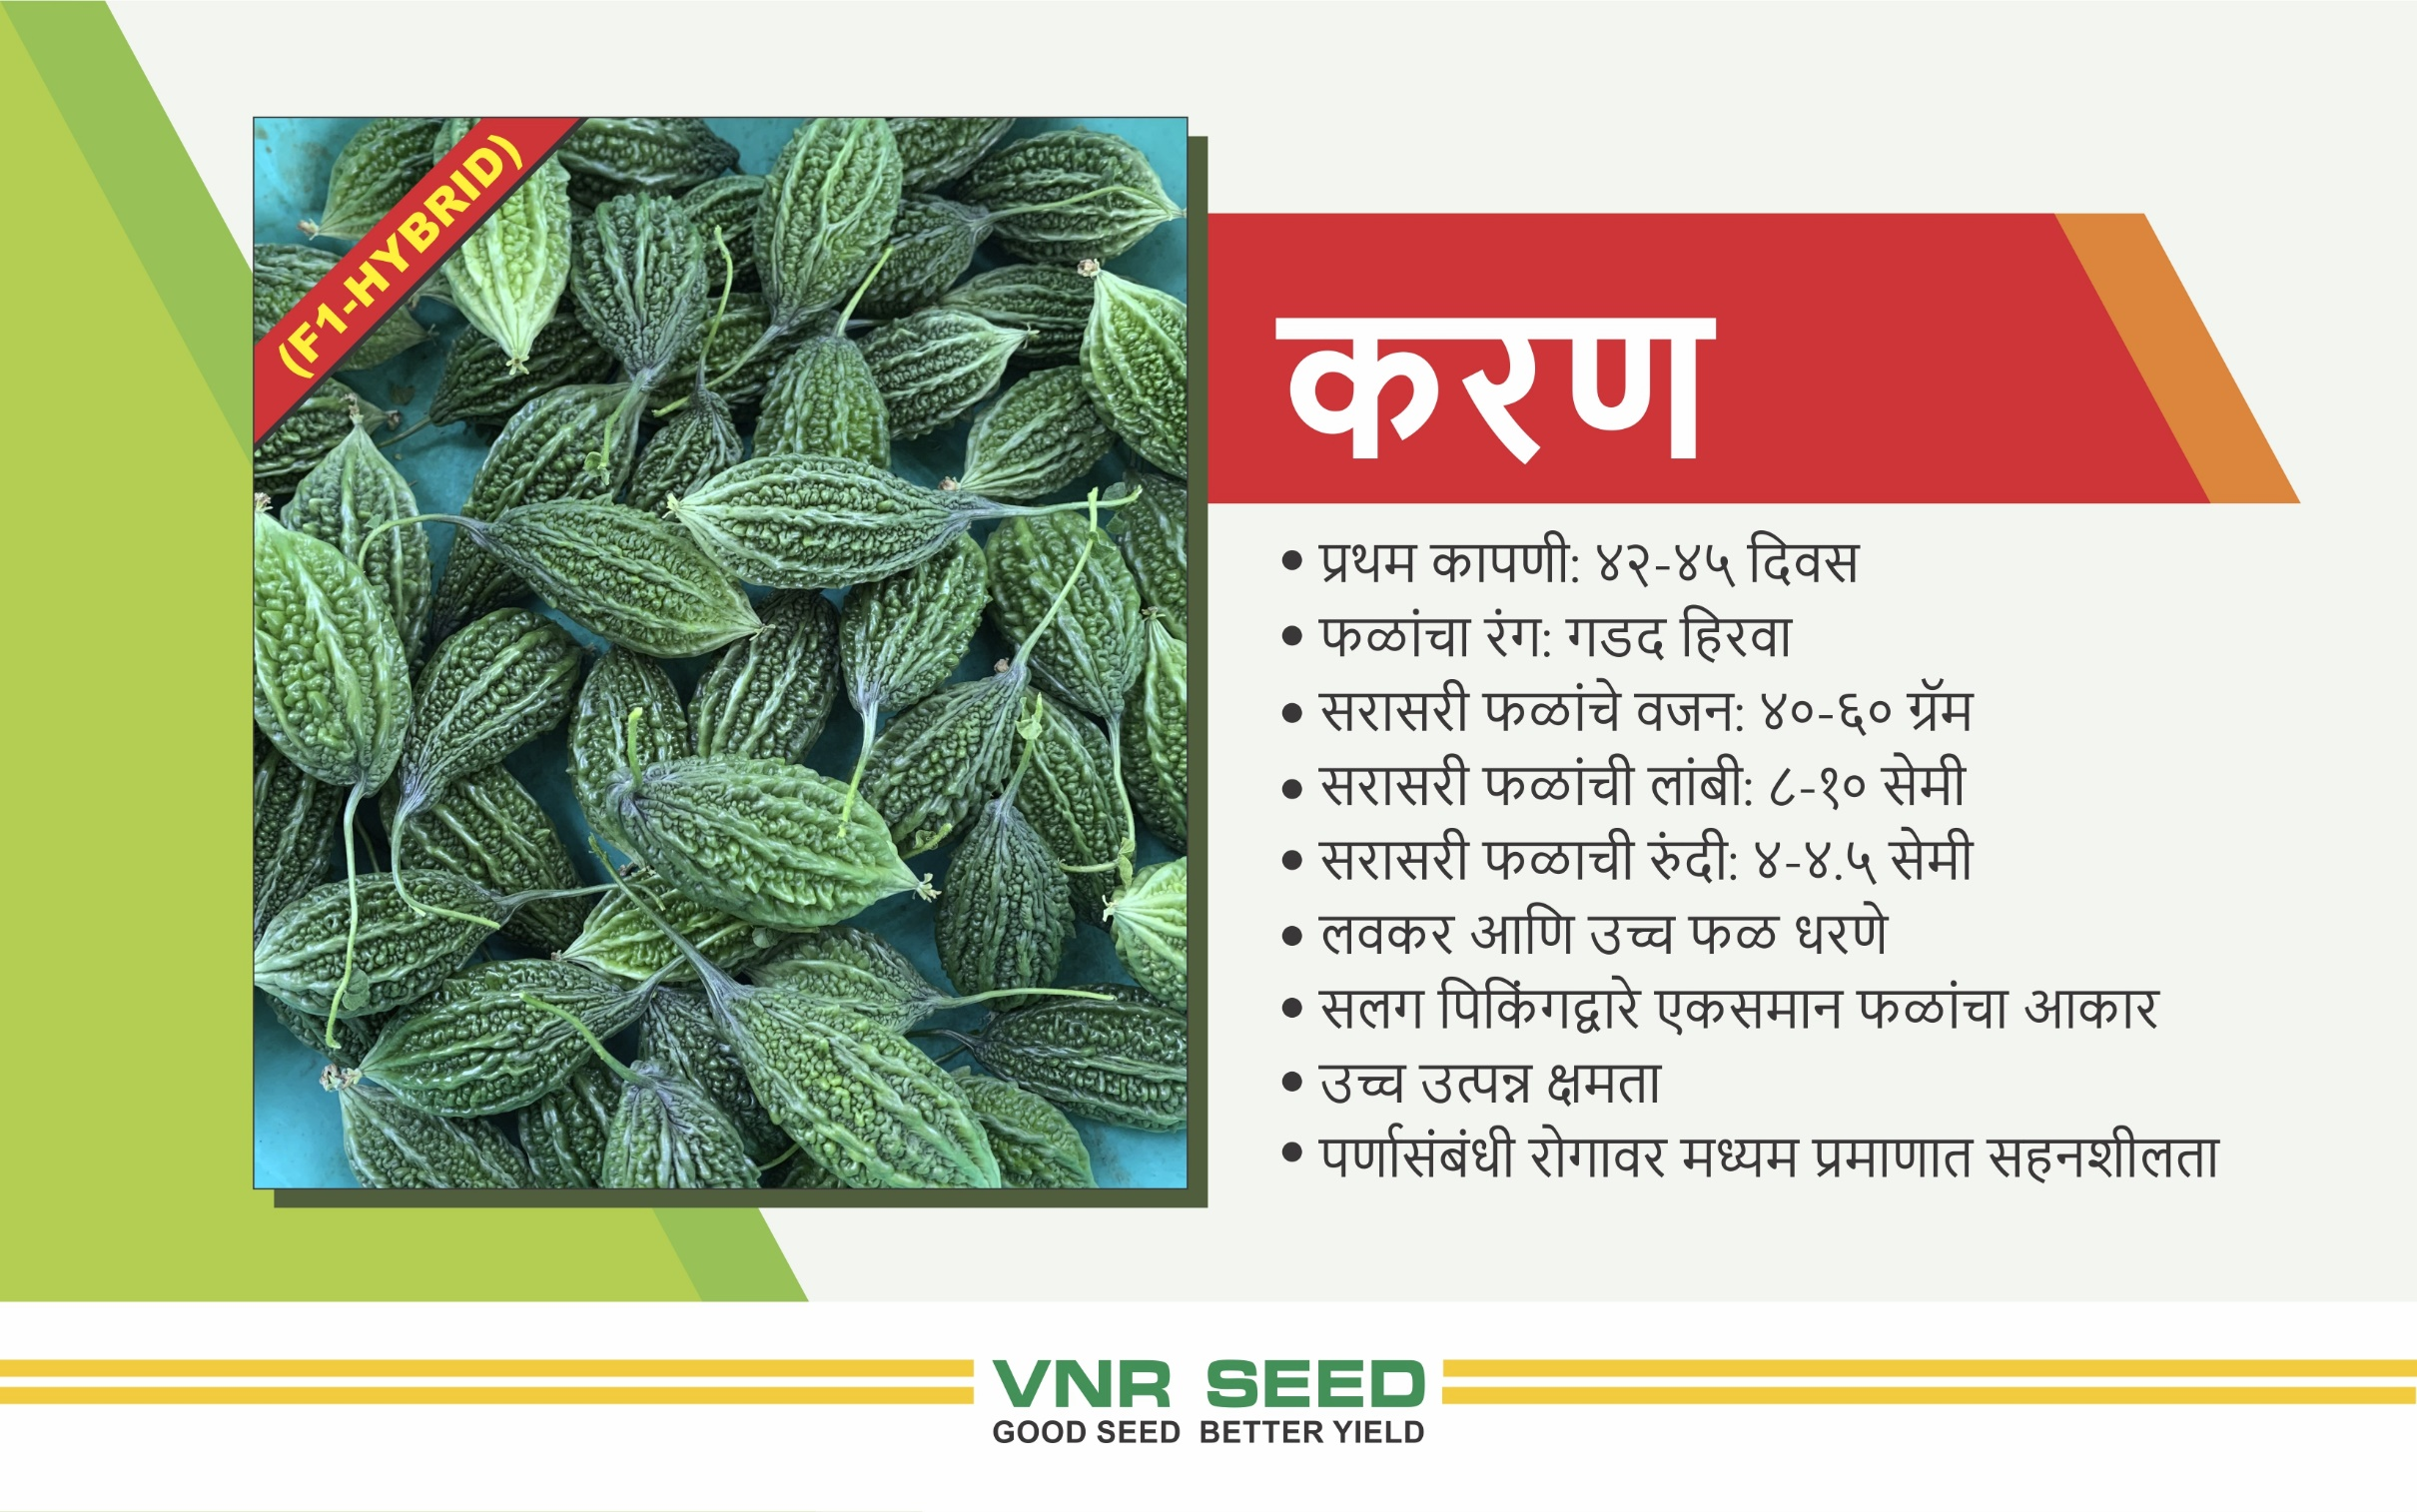 (F1-HYBRID))
करण
• प्रथम कापणी: ४२-४५ दिवस
• फळांचा रंग: गडद हिरवा
• सरासरी फळांचे वजन: ४०-६० ग्रॅम
• सरासरी फळांची लांबी: ८-१० सेमी
• सरासरी फळाची रुंदी: ४-४.५ सेमी
• लवकर आणि उच्च फळ धरणे
• सलग पिकिंगद्वारे एकसमान फळांचा आकार
• उच्च उत्पन्न क्षमता
• पर्णासंबंधी रोगावर मध्यम प्रमाणात सहनशीलता
VNR SEED
GOOD SEED BETTER YIELD